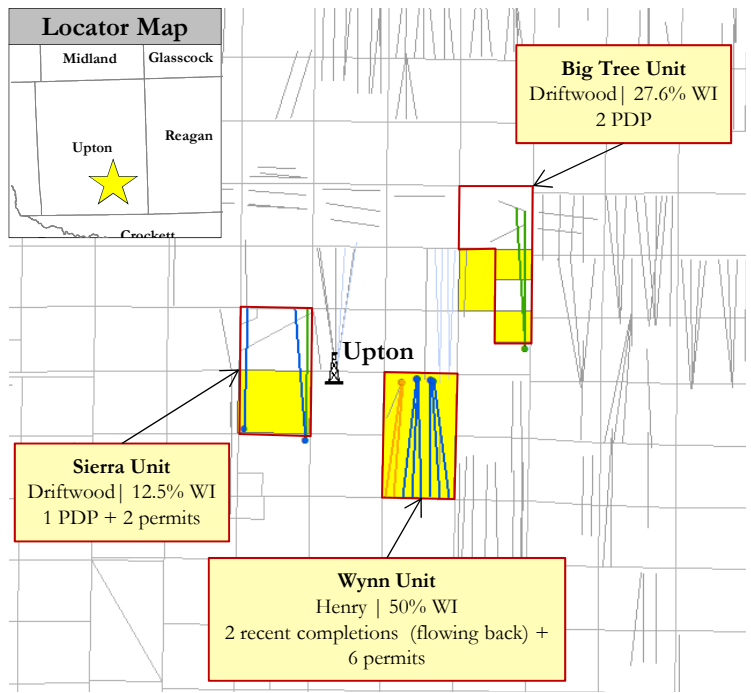 Locator Map
Midland
Glasscock
Upton
Reagan
Crockett
Big Tree Unit
Driftwood| 27.6% WI
2 PDP
Upton
Sierra Unit
Driftwood| 12.5% WI
1 PDP + 2 permits
Wynn Unit
Henry | 50% WI
2 recent completions (flowing back) +
6 permits